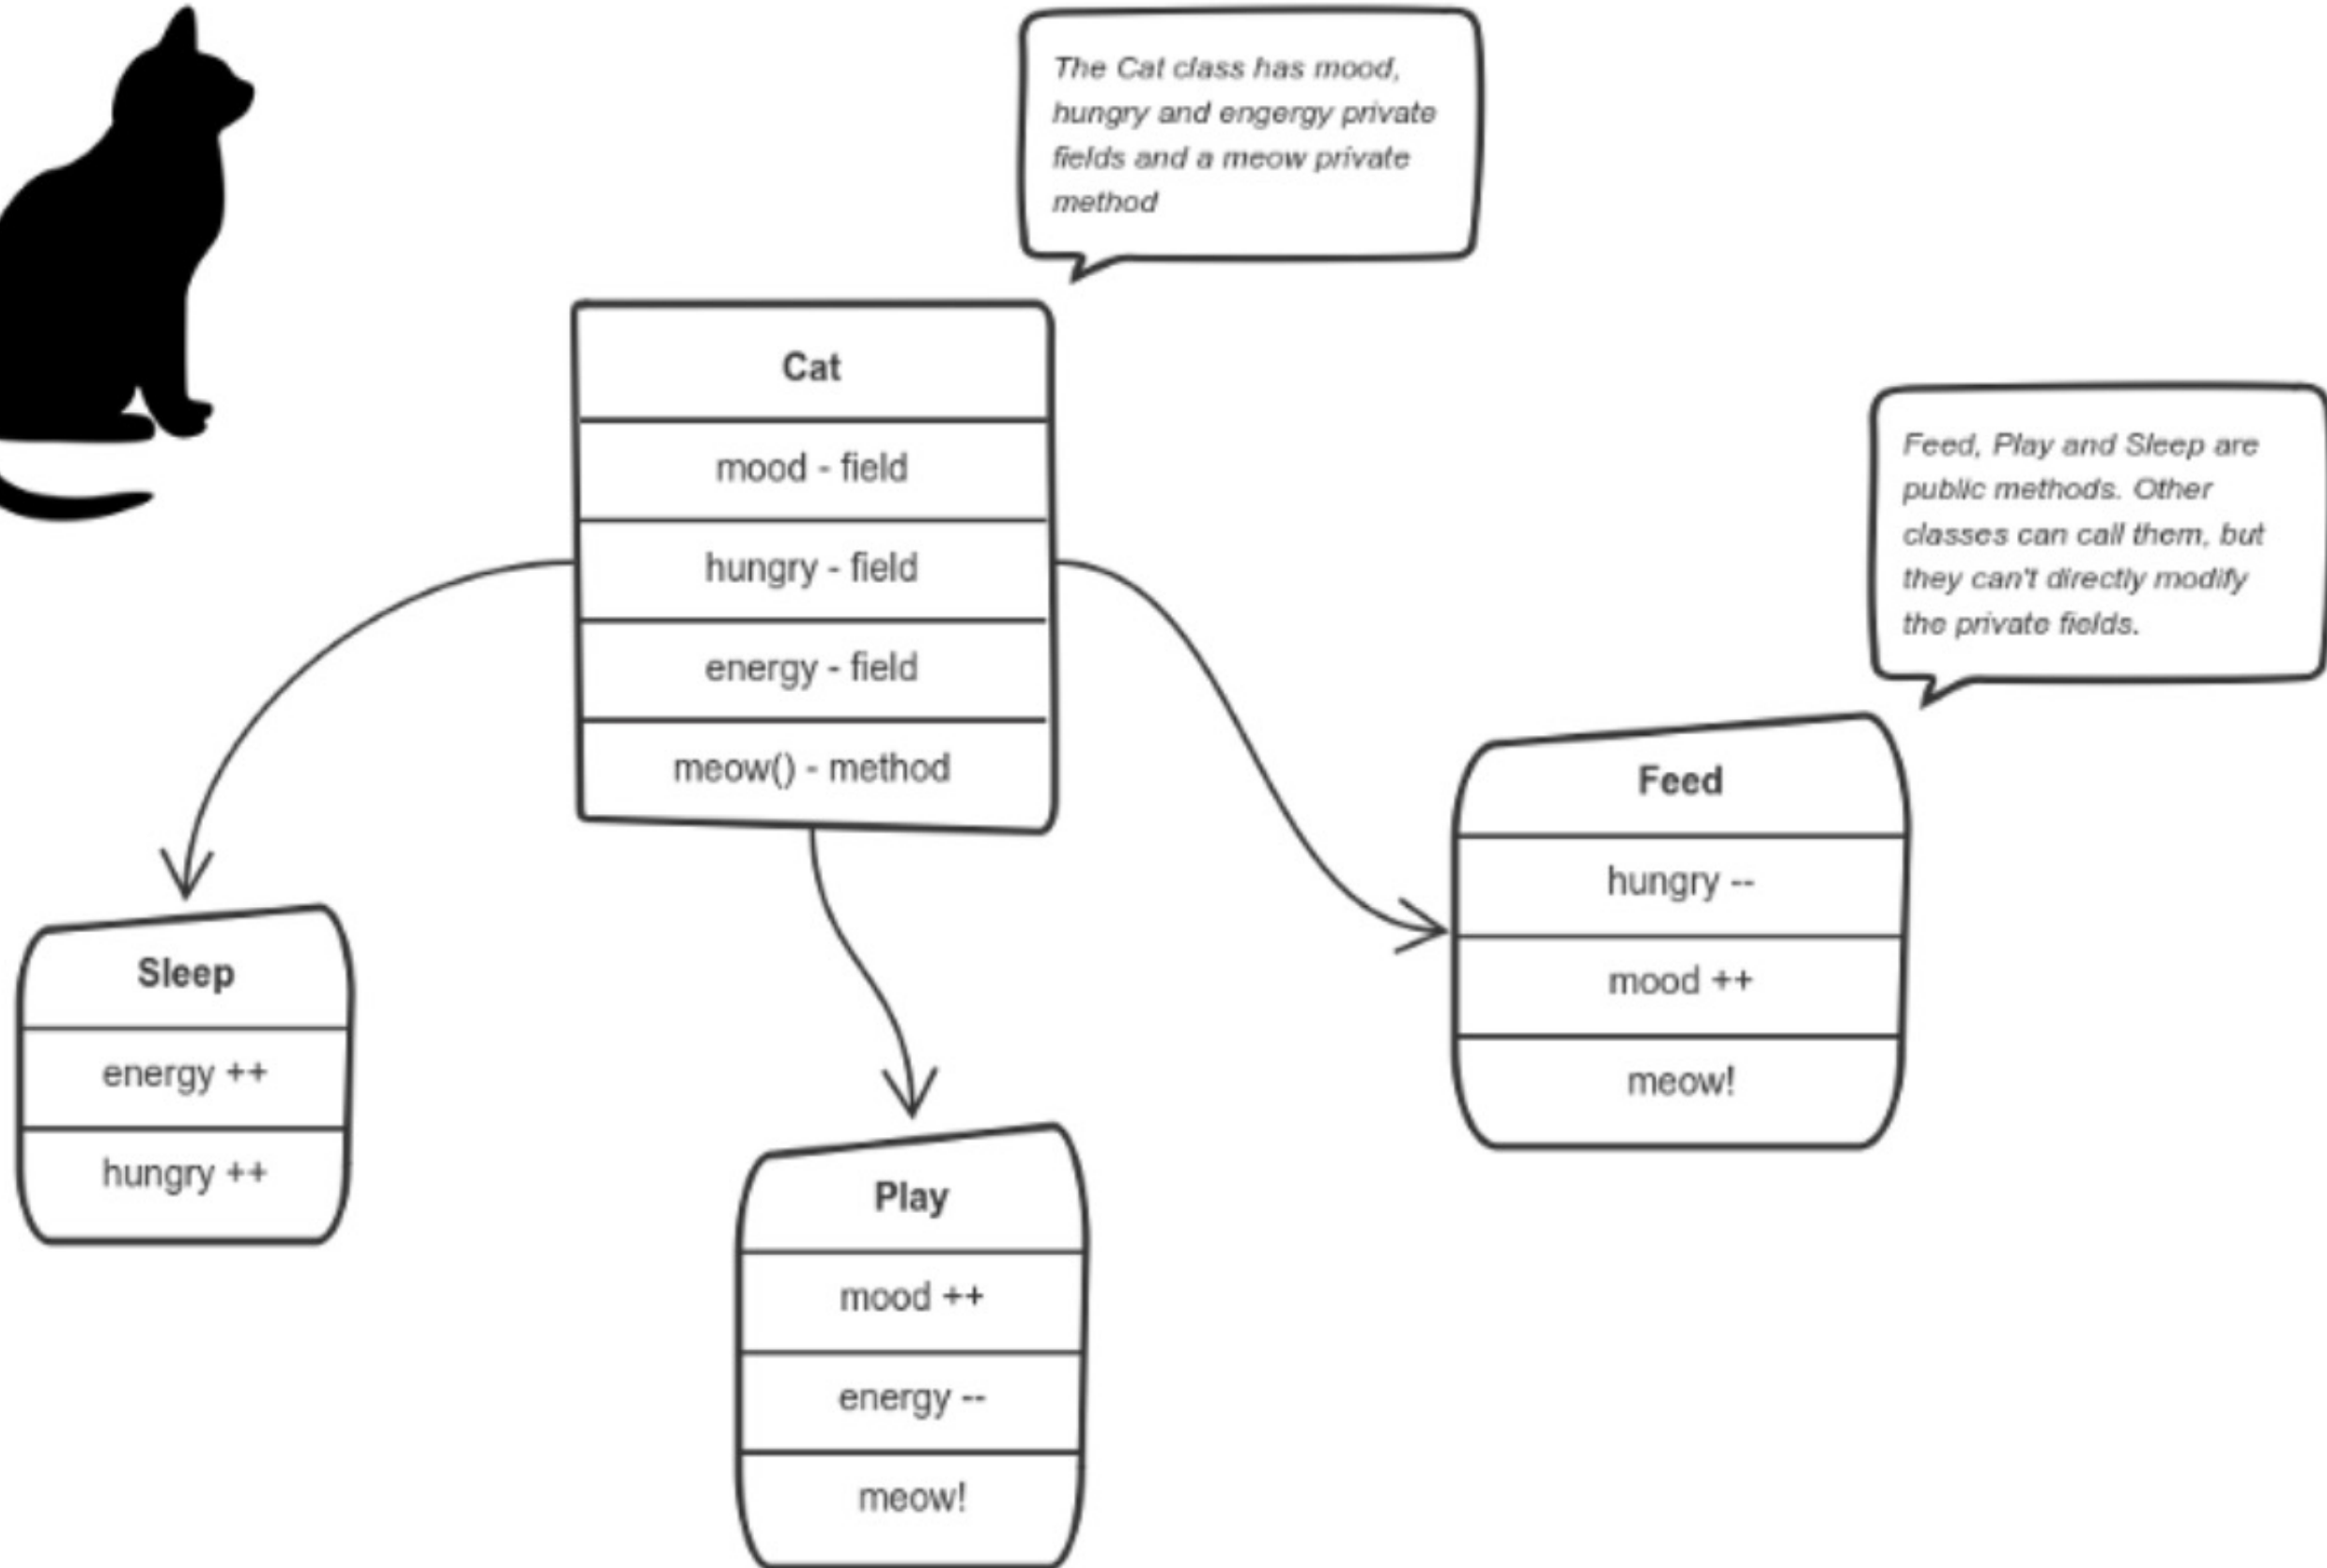 The Cat class has mood,
hungry and engergy private
fields and a meow private
method
Cat
mood - field
hungry - field
energy - field
meow() - method
Feed, Play and Sleep are
public methods. Other
classes can call them, but
they can't directly modify
the private fields.
Feed
hungry --
mood ++
meow!
Sleep
energy ++
hungry ++
Play
mood ++
energy --
meow!